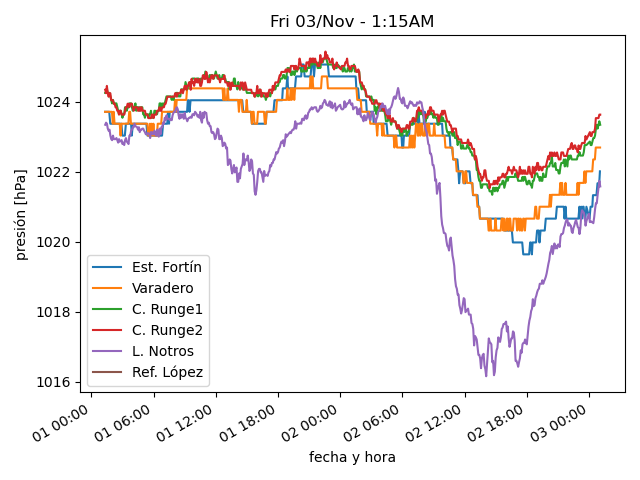 Fri 03/Nov - 1:15AM
presión [hPa]
1024
1022
1020
1018
1016
Est. Fortín
Varadero
C. Runge1
C. Runge2
L. Notros
Ref. López
01 00:00
01 06:00
01 12:00
01 18:00
02 00:00
02 06:00
02 12:00
02 18:00
03 00:00
fecha y hora